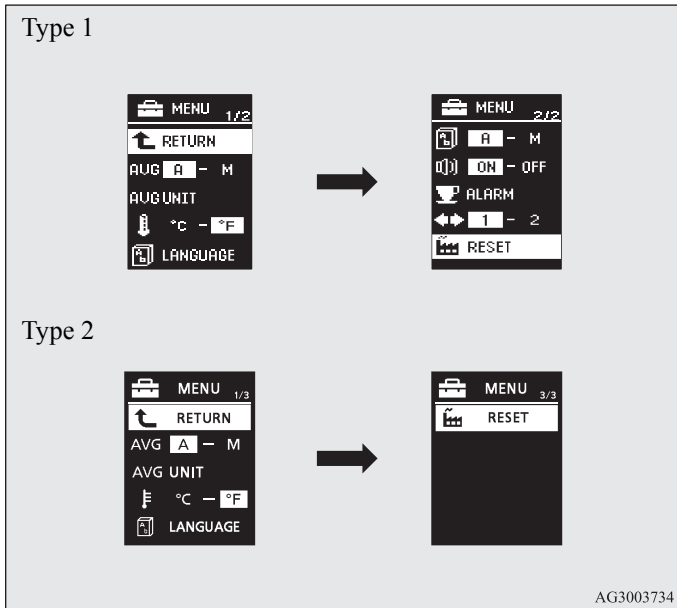 Type 1
MENU 1/2
RETURN
AVG A - M
AVG UNIT
°C - °F
LANGUAGE
MENU 2/2
A - M
ON - OFF
ALARM
1 - 2
RESET
Type 2
MENU 1/3
RETURN
AVG A - M
AVG UNIT
°C - °F
LANGUAGE
MENU 3/3
RESET
AG3003734